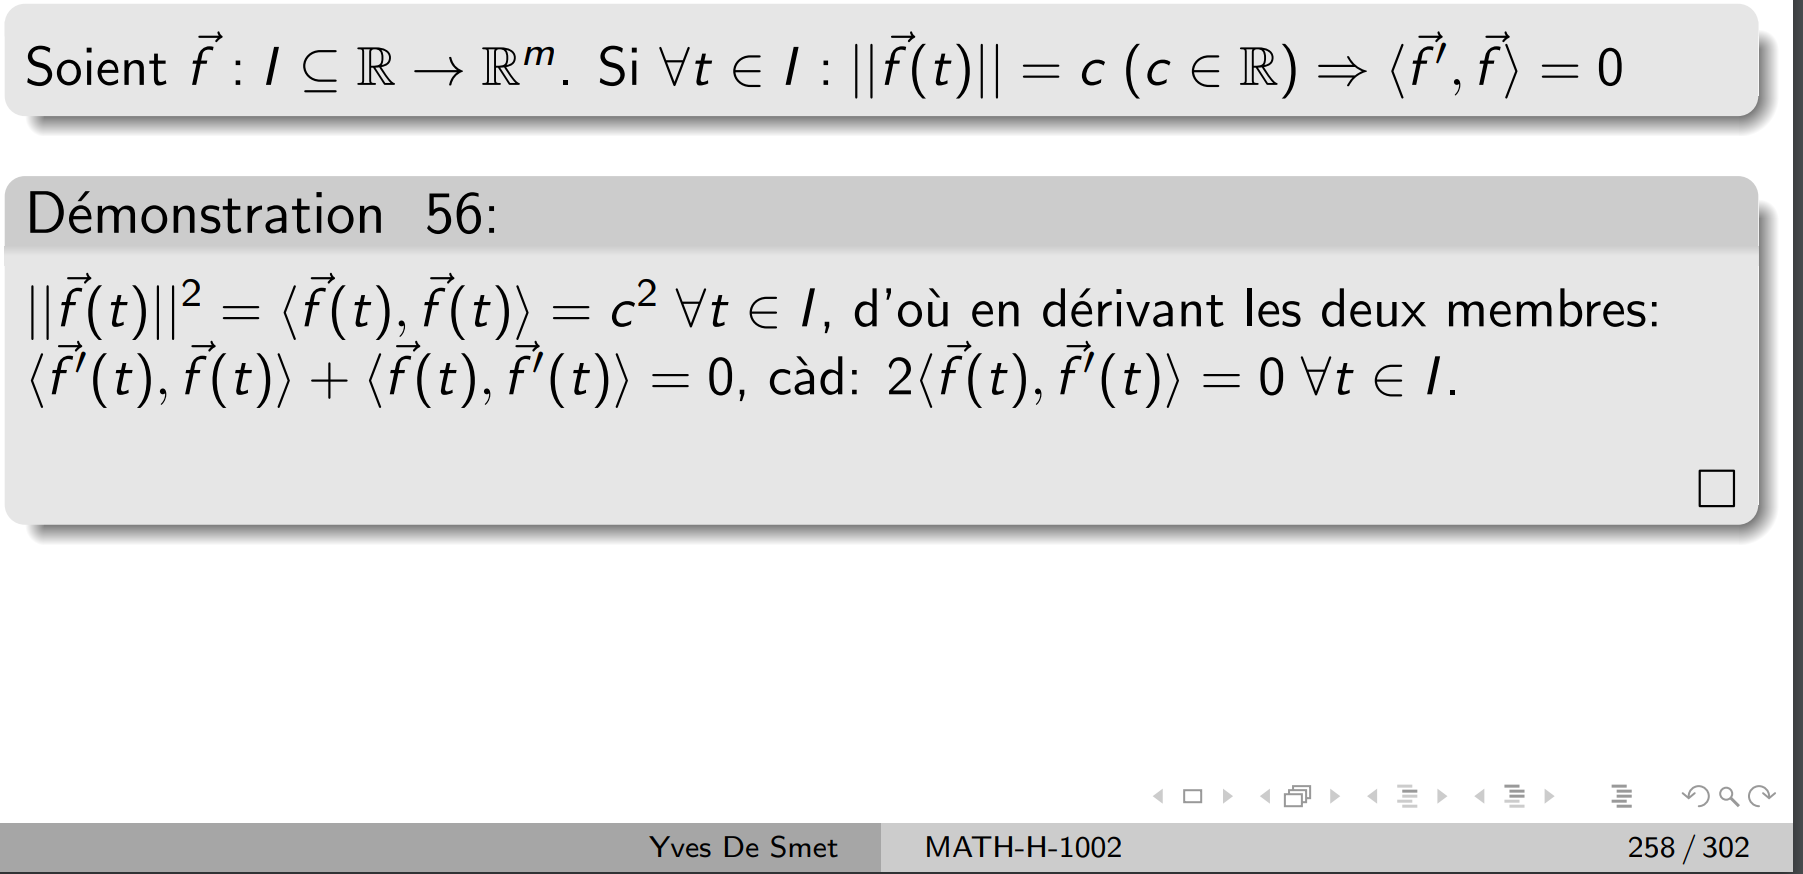 Soient $\vec{f} : I \subseteq \mathbb{R} \to \mathbb{R}^m$. Si $\forall t \in I : ||\vec{f}(t)|| = c \ (c \in \mathbb{R}) \Rightarrow \langle \vec{f}', \vec{f} \rangle = 0$
Démonstration 56:
$||\vec{f}(t)||^2 = \langle \vec{f}(t), \vec{f}(t) \rangle = c^2 \ \forall t \in I$, d'où en dérivant les deux membres:
$\langle \vec{f}'(t), \vec{f}(t) \rangle + \langle \vec{f}(t), \vec{f}'(t) \rangle = 0$, càd: $2\langle \vec{f}(t), \vec{f}'(t) \rangle = 0 \ \forall t \in I$.
□
Yves De Smet MATH-H-1002 258 / 302